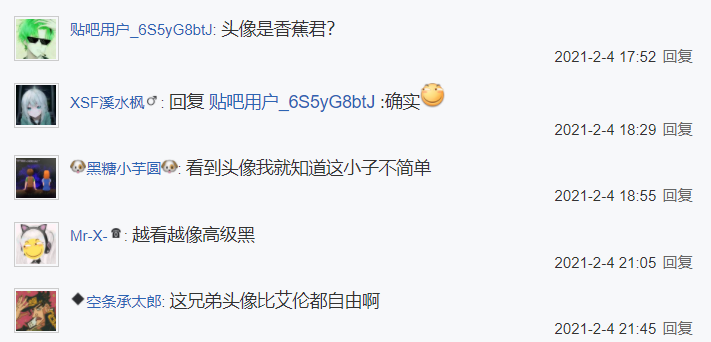 贴吧用户_6S5yG8btJ: 头像是香蕉君?
2021-2-4 17:52 回复
XSF溪水枫♂: 回复 贴吧用户_6S5yG8btJ :确实
2021-2-4 18:29 回复
黑糖小芋圆: 看到头像我就知道这小子不简单
2021-2-4 18:55 回复
Mr-X-: 越看越像高级黑
2021-2-4 21:05 回复
◆空条承太郎: 这兄弟头像比艾伦都自由啊
2021-2-4 21:45 回复